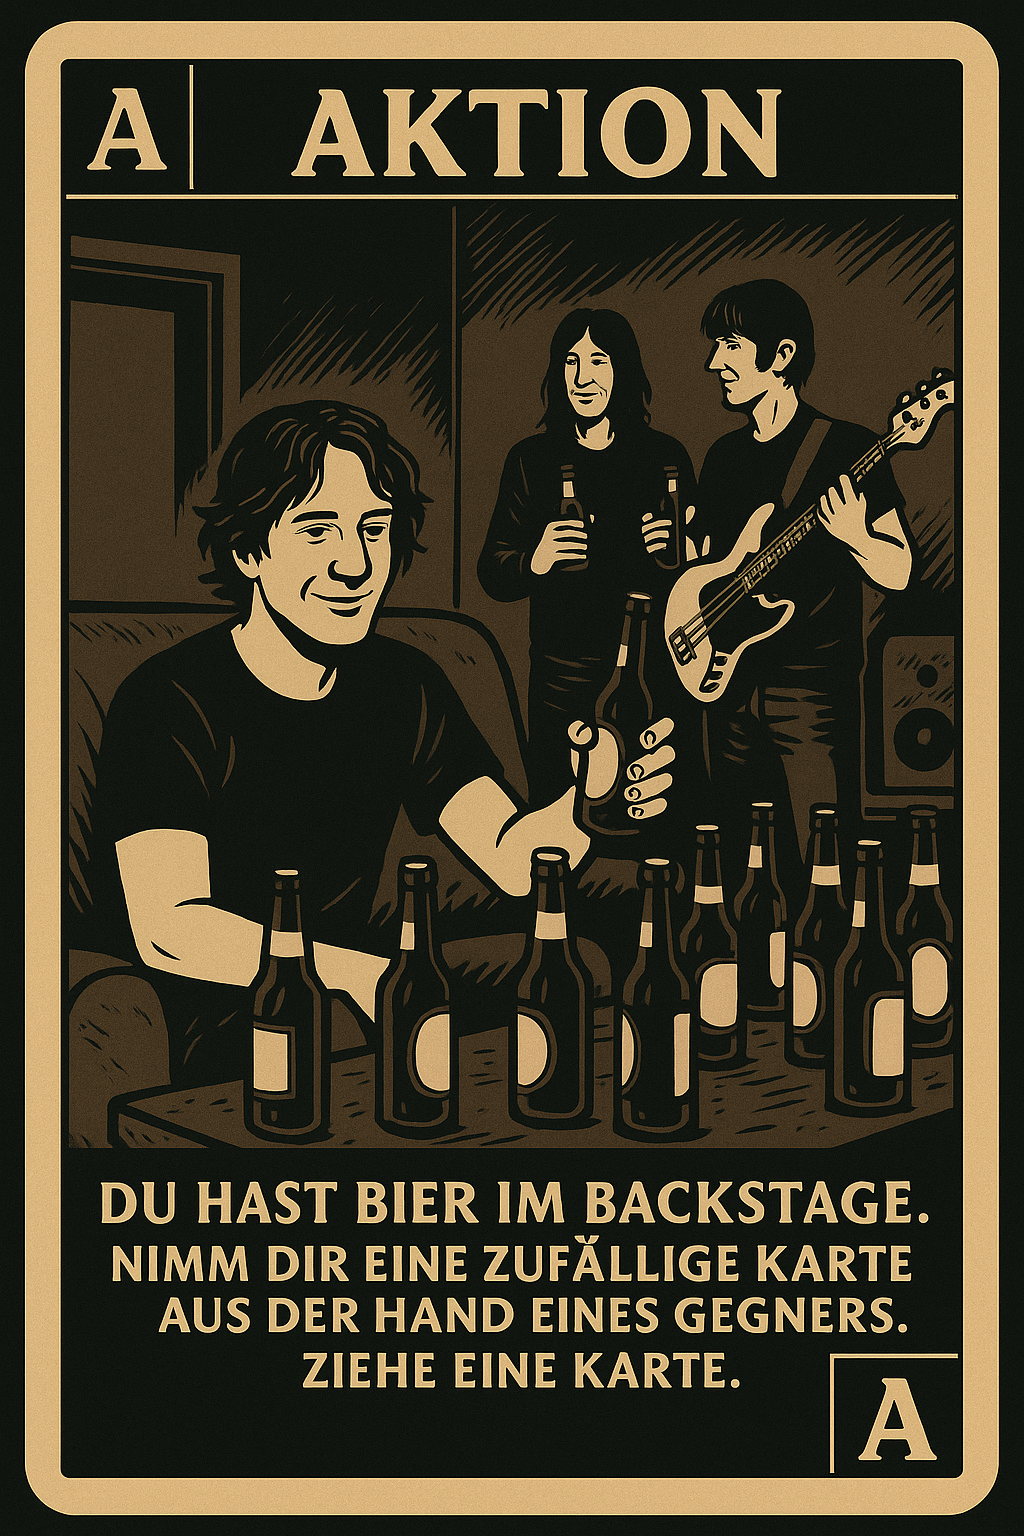 A
AKTION
DU HAST BIER IM BACKSTAGE.
NIMM DIR EINE ZUFÄLLIGE KARTE
AUS DER HAND EINES GEGNERS.
ZIEHE EINE KARTE.
A